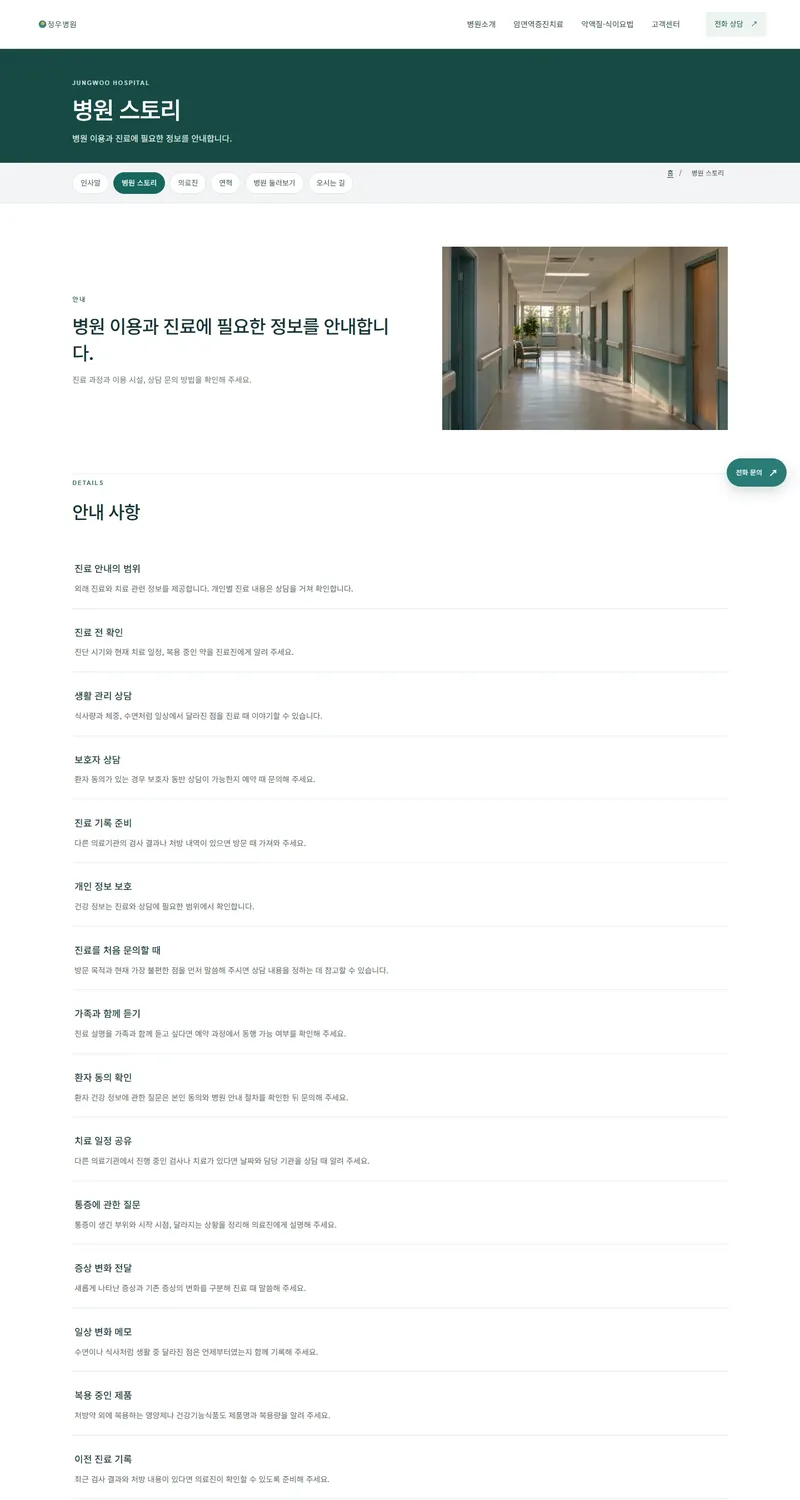 정우병원
병원소개
암면역증진치료
약액질·식이요법
고객센터
전화 상담 ↗
JUNGWOO HOSPITAL
병원 스토리
병원 이용과 진료에 필요한 정보를 안내합니다.
인사말
병원 스토리
의료진
연혁
병원 둘러보기
오시는 길
홈 / 병원 스토리
안내
병원 이용과 진료에 필요한 정보를 안내합니
다.
진료 과정과 이용 시설, 상담 문의 방법을 확인해 주세요.
전화 문의 ↗
DETAILS
안내 사항
진료 안내의 범위
외래 진료와 치료 관련 정보를 제공합니다. 개인별 진료 내용은 상담을 거쳐 확인합니다.
진료 전 확인
진단 시기와 현재 치료 일정, 복용 중인 약을 진료진에게 알려 주세요.
생활 관리 상담
식사량과 체중, 수면처럼 일상에서 달라진 점을 진료 때 이야기할 수 있습니다.
보호자 상담
환자 동의가 있는 경우 보호자 동반 상담이 가능한지 예약 때 문의해 주세요.
진료 기록 준비
다른 의료기관의 검사 결과나 처방 내역이 있으면 방문 때 가져와 주세요.
개인 정보 보호
건강 정보는 진료와 상담에 필요한 범위에서 확인합니다.
진료를 처음 문의할 때
방문 목적과 현재 가장 불편한 점을 먼저 말씀해 주시면 상담 내용을 정하는 데 참고할 수 있습니다.
가족과 함께 듣기
진료 설명을 가족과 함께 듣고 싶다면 예약 과정에서 동행 가능 여부를 확인해 주세요.
환자 동의 확인
환자 건강 정보에 관한 질문은 본인 동의와 병원 안내 절차를 확인한 뒤 문의해 주세요.
치료 일정 공유
다른 의료기관에서 진행 중인 검사나 치료가 있다면 날짜와 담당 기관을 상담 때 알려 주세요.
통증에 관한 질문
통증이 생긴 부위와 시작 시점, 달라지는 상황을 정리해 의료진에게 설명해 주세요.
증상 변화 전달
새롭게 나타난 증상과 기존 증상의 변화를 구분해 진료 때 말씀해 주세요.
일상 변화 메모
수면이나 식사처럼 생활 중 달라진 점은 언제부터였는지 함께 기록해 주세요.
복용 중인 제품
처방약 외에 복용하는 영양제나 건강기능식품도 제품명과 복용량을 알려 주세요.
이전 진료 기록
최근 검사 결과와 처방 내용이 있다면 의료진이 확인할 수 있도록 준비해 주세요.